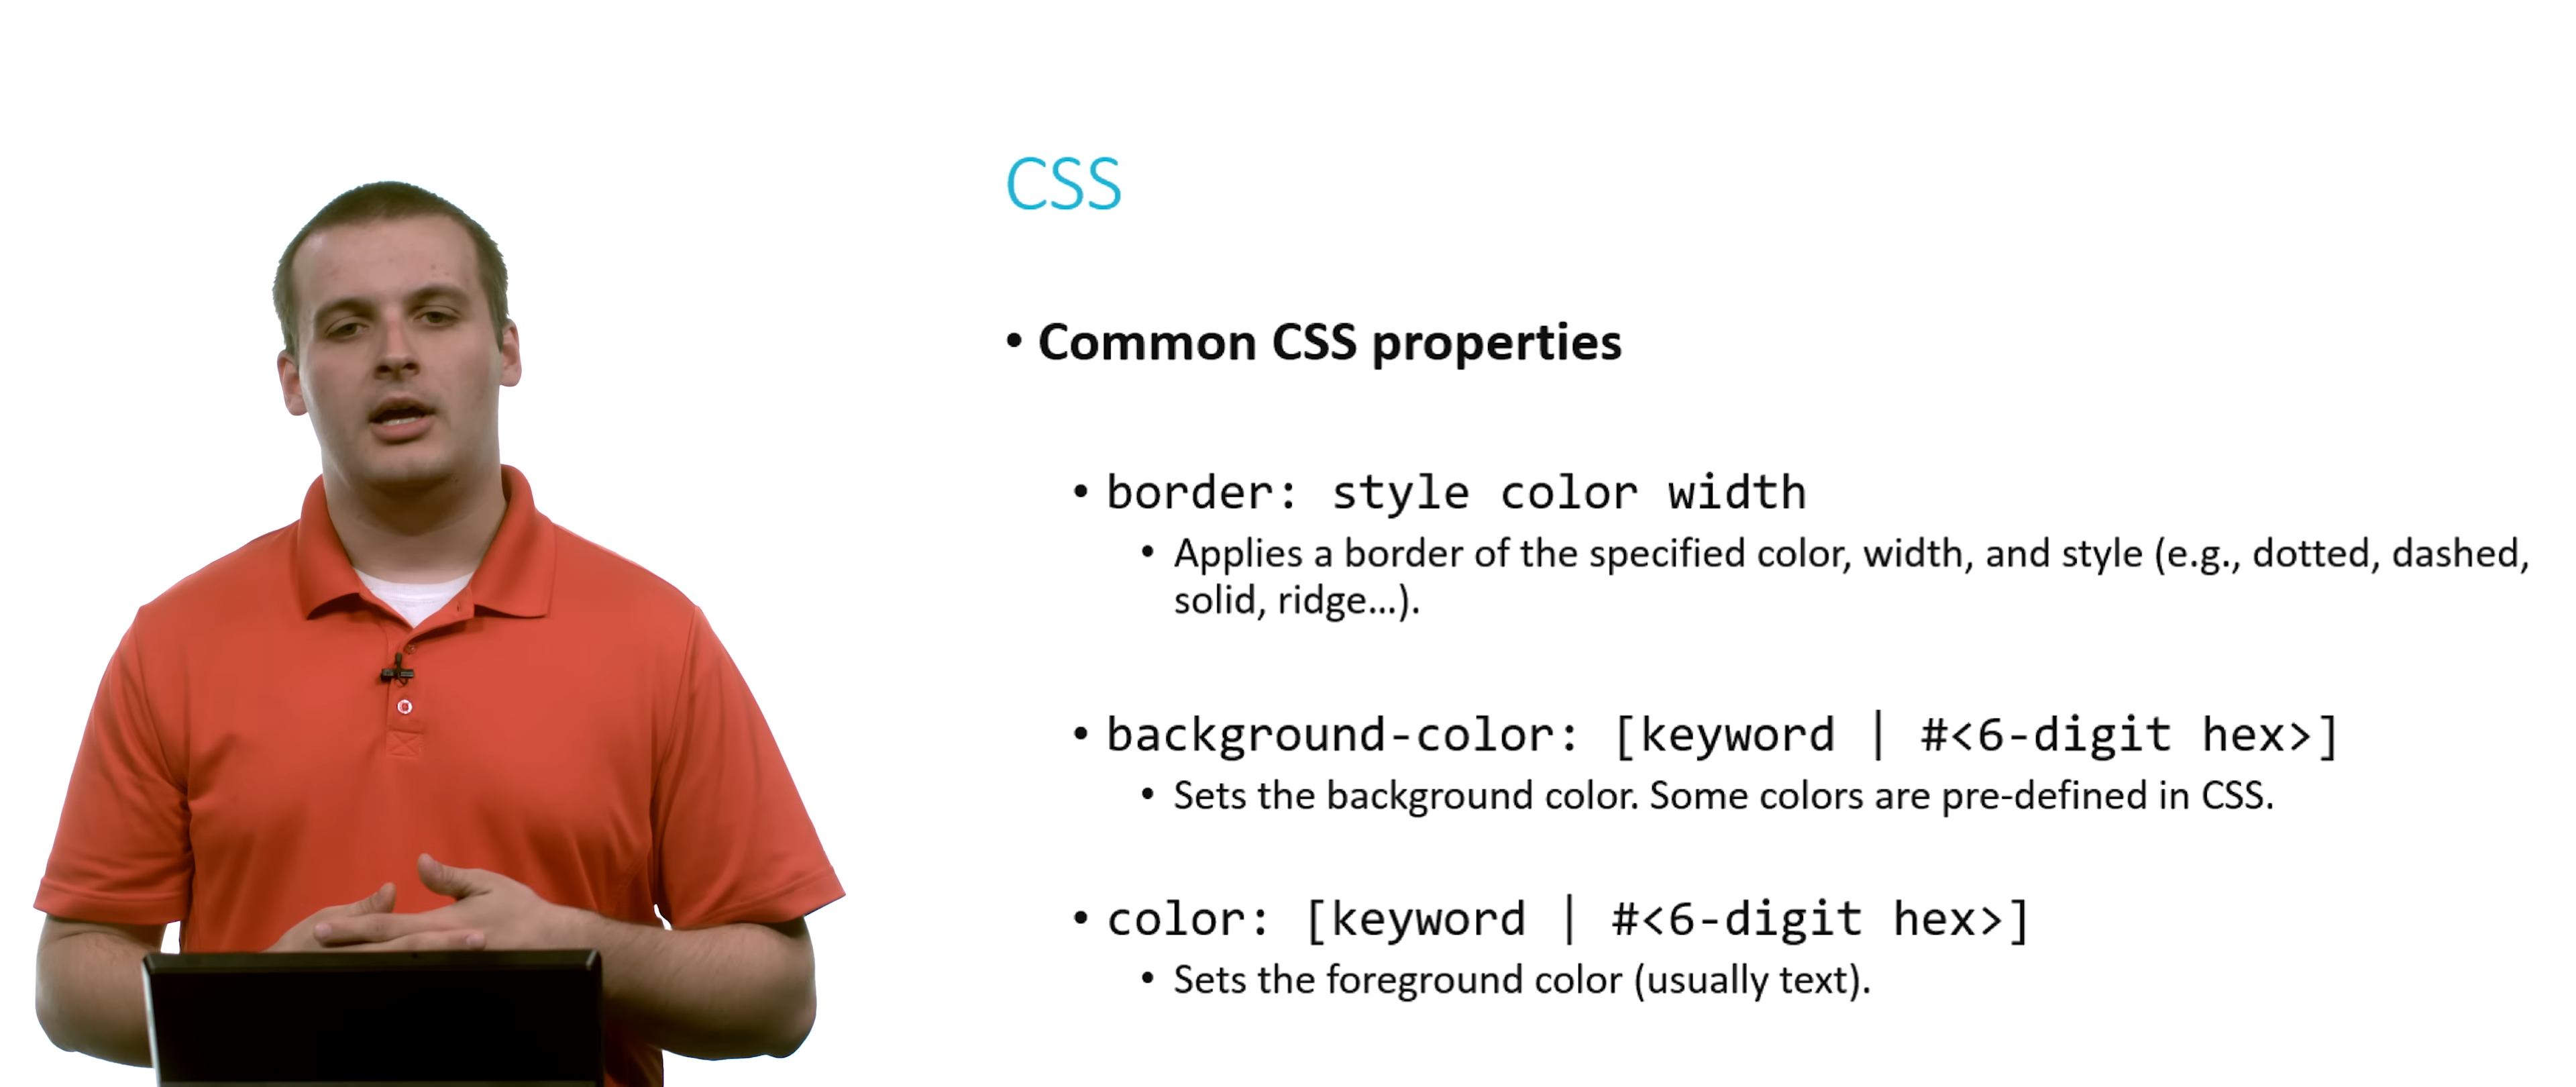 CSS
• Common CSS properties
• border: style color width
• Applies a border of the specified color, width, and style (e.g., dotted, dashed,
solid, ridge…).
• background-color: [keyword | #<6-digit hex>]
• Sets the background color. Some colors are pre-defined in CSS.
• color: [keyword | #<6-digit hex>]
• Sets the foreground color (usually text).